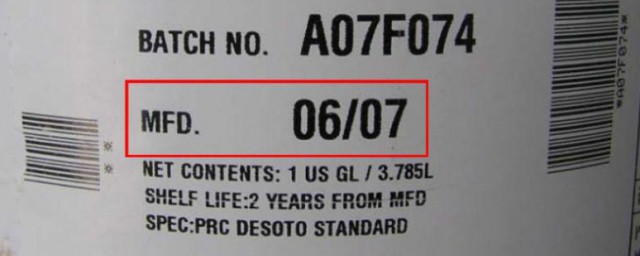 BATCH NO. A07F074
MFD. 06/07
NET CONTENTS: 1 US GL / 3.785L
SHELF LIFE:2 YEARS FROM MFD
SPEC:PRC DESOTO STANDARD
*A07F074*